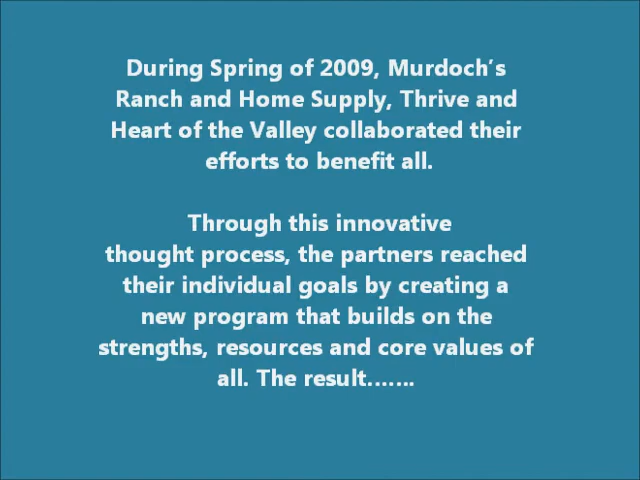 During Spring of 2009, Murdoch's
Ranch and Home Supply, Thrive and
Heart of the Valley collaborated their
efforts to benefit all.
Through this innovative
thought process, the partners reached
their individual goals by creating a
new program that builds on the
strengths, resources and core values of
all. The result.......